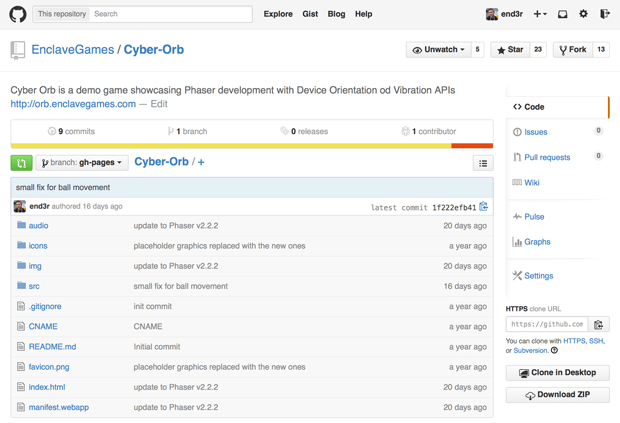 This repository Search Explore Gist Blog Help end3r
EnclaveGames / Cyber-Orb Unwatch 5 Star 23 Fork 13
Cyber Orb is a demo game showcasing Phaser development with Device Orientation od Vibration APIs
http://orb.enclavegames.com — Edit
9 commits 1 branch 0 releases 1 contributor
branch: gh-pages Cyber-Orb / +
small fix for ball movement
end3r authored 16 days ago latest commit 1f222efb41
audio update to Phaser v2.2.2 20 days ago
icons placeholder graphics replaced with the new ones a year ago
img update to Phaser v2.2.2 20 days ago
src small fix for ball movement 16 days ago
.gitignore init commit a year ago
CNAME CNAME a year ago
README.md Initial commit a year ago
favicon.png placeholder graphics replaced with the new ones a year ago
index.html update to Phaser v2.2.2 20 days ago
manifest.webapp update to Phaser v2.2.2 20 days ago
Code
Issues 0
Pull requests 0
Wiki
Pulse
Graphs
Settings
HTTPS clone URL
https://github.com
You can clone with HTTPS, SSH,
or Subversion.
Clone in Desktop
Download ZIP